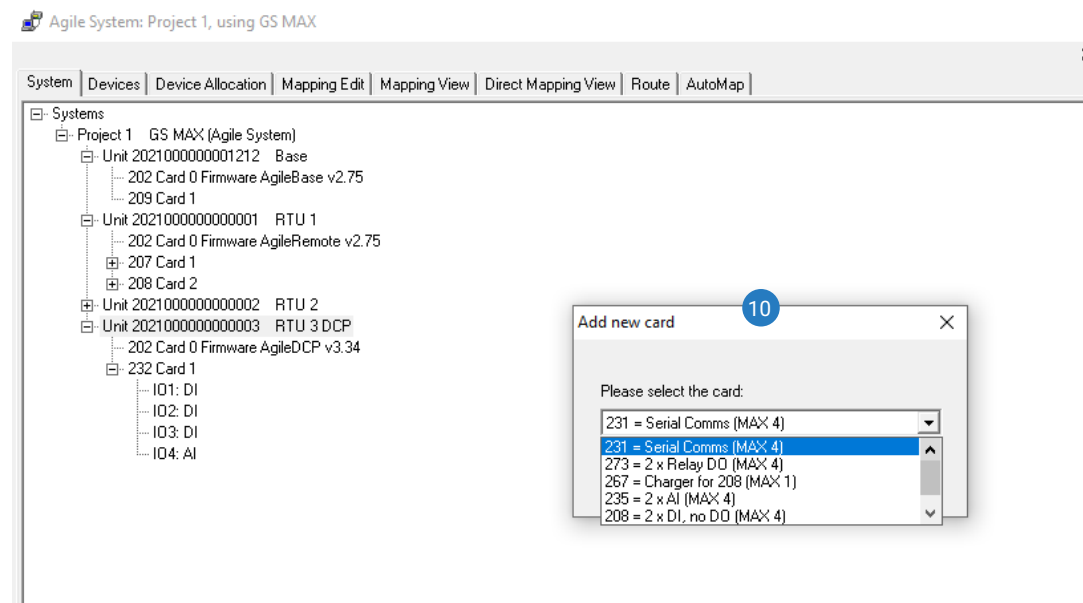 Agile System: Project 1, using GS MAX
System Devices Device Allocation Mapping Edit Mapping View Direct Mapping View Route AutoMap
Systems
Project 1 GS MAX (Agile System)
Unit 2021000000001212 Base
202 Card 0 Firmware AgileBase v2.75
209 Card 1
Unit 2021000000000001 RTU 1
202 Card 0 Firmware AgileRemote v2.75
207 Card 1
208 Card 2
Unit 2021000000000002 RTU 2
Unit 2021000000000003 RTU 3 DCP
202 Card 0 Firmware AgileDCP v3.34
232 Card 1
IO1: DI
IO2: DI
IO3: DI
IO4: AI
10
Add new card
Please select the card:
231 = Serial Comms (MAX 4)
231 = Serial Comms (MAX 4)
273 = 2 x Relay DO (MAX 4)
267 = Charger for 208 (MAX 1)
235 = 2 x AI (MAX 4)
208 = 2 x DI, no DO (MAX 4)